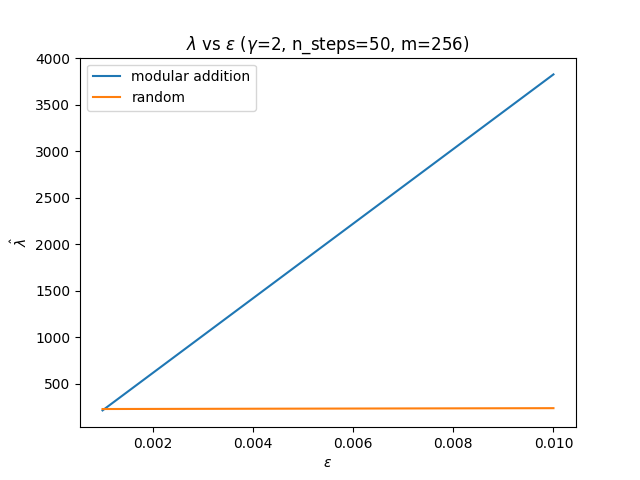 λ vs ε (γ=2, n_steps=50, m=256)
modular addition
random
4000
3500
3000
2500
2000
1500
1000
500
λ̂
0.002 0.004 0.006 0.008 0.010
ε